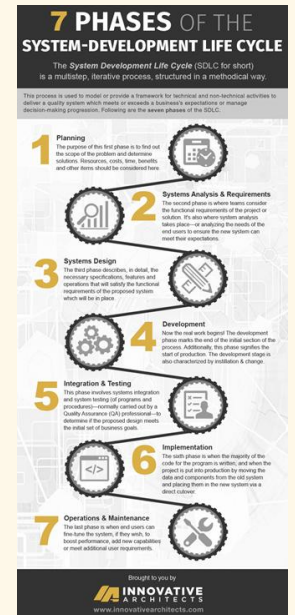 7 PHASES OF THE
SYSTEM-DEVELOPMENT LIFE CYCLE
The System Development Life Cycle (SDLC for short)
is a multistep, iterative process, structured in a methodical way.
This process is used to model or provide a framework for technical and non-technical activities to
deliver a quality system which meets or exceeds a business's expectations or manage
decision-making progression. Following are the seven phases of the SDLC.
1
Planning
The purpose of this first phase is to find out
the scope of the problem and determine
solutions. Resources, costs, time, benefits
and other items should be considered here.
2
Systems Analysis & Requirements
The second phase is where teams consider
the functional requirements of the project or
solution. It's also where system analysis
takes place—or analyzing the needs of the
end users to ensure the new system can
meet their expectations.
3
Systems Design
The third phase describes, in detail, the
necessary specifications, features and
operations that will satisfy the functional
requirements of the proposed system
which will be in place.
4
Development
Now the real work begins! The development
phase marks the end of the initial section of the
process. Additionally, this phase signifies the
start of production. The development stage is
also characterized by instillation & change.
5
Integration & Testing
This phase involves systems integration
and system testing (of programs and
procedures)—normally carried out by a
Quality Assurance (QA) professional—to
determine if the proposed design meets
the initial set of business goals.
6
Implementation
The sixth phase is when the majority of the
code for the program is written, and when the
project is put into production by moving the
data and components from the old system
and placing them in the new system via a
direct cutover.
7
Operations & Maintenance
The last phase is when end users can
fine-tune the system, if they wish, to
boost performance, add new capabilities
or meet additional user requirements.
Brought to you by
INNOVATIVE
ARCHITECTS
www.innovativearchitects.com